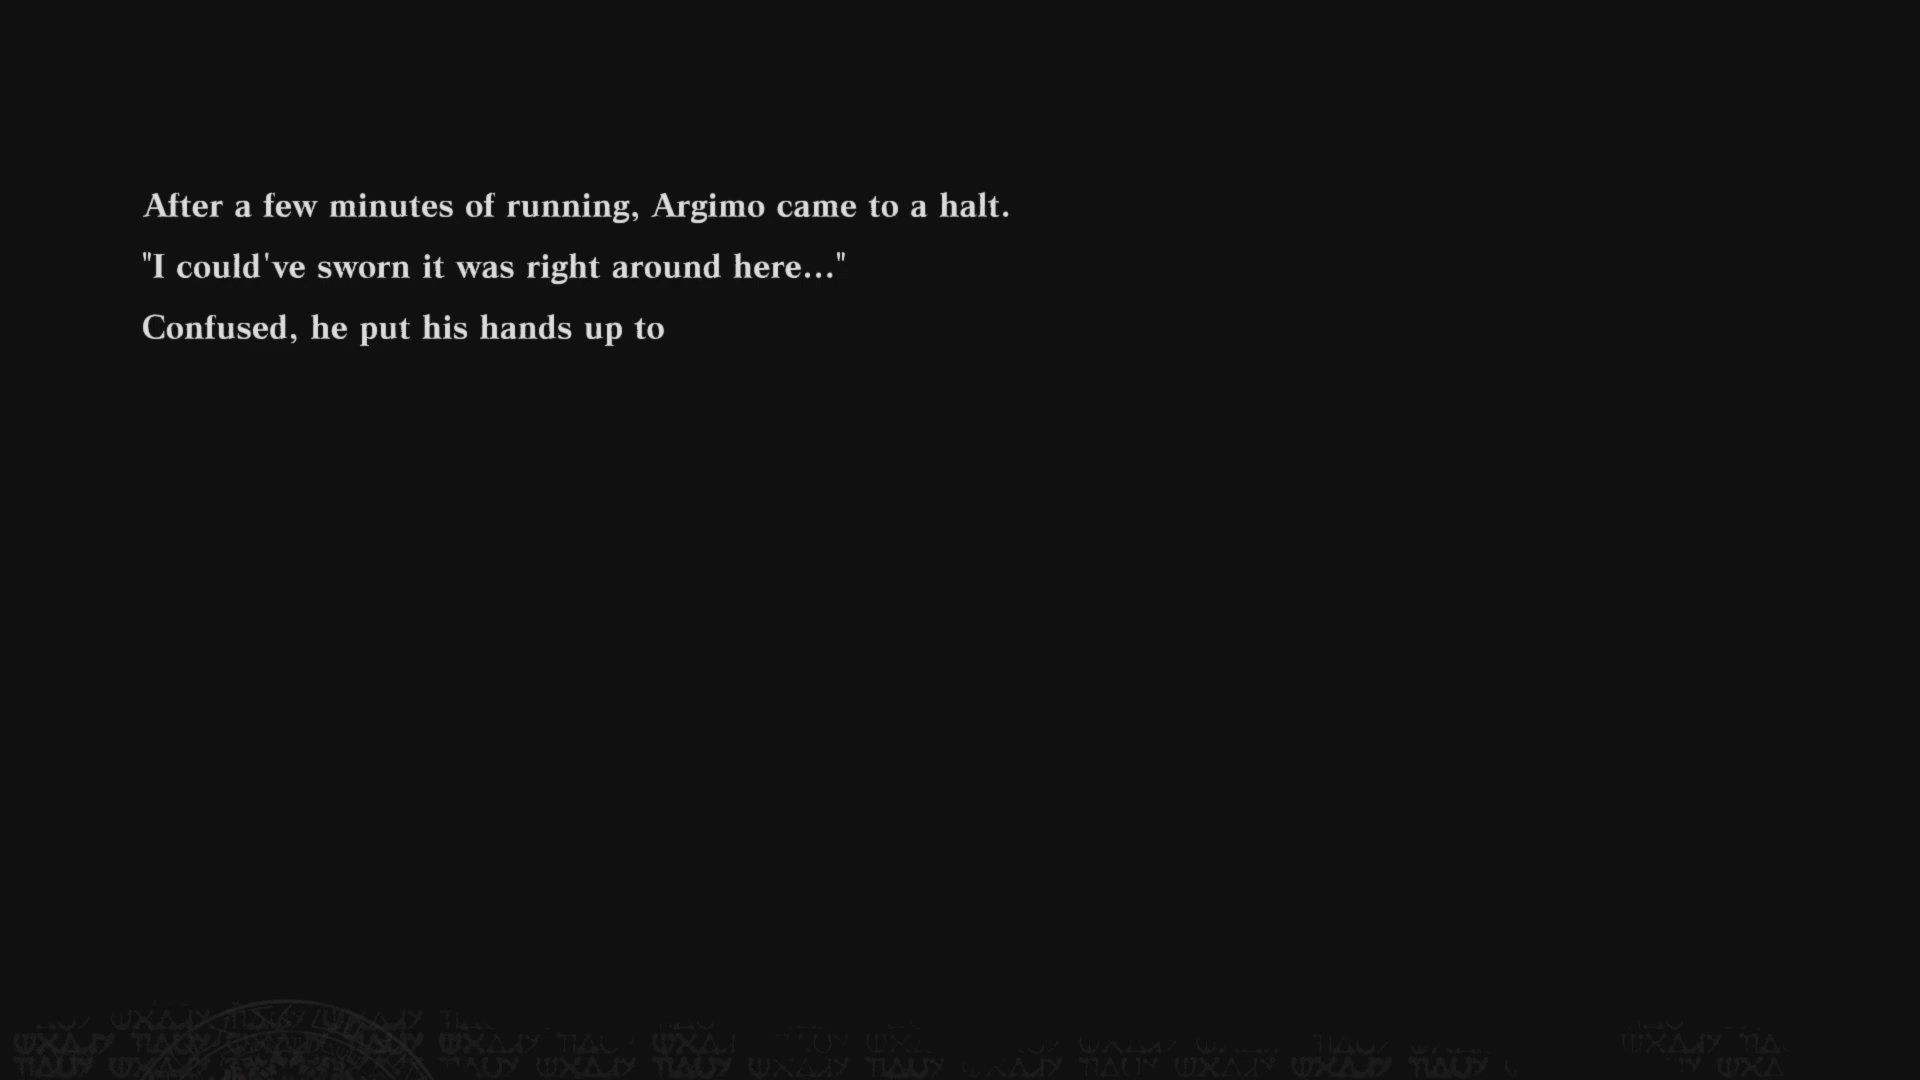 After a few minutes of running, Argimo came to a halt.
"I could've sworn it was right around here..."
Confused, he put his hands up to